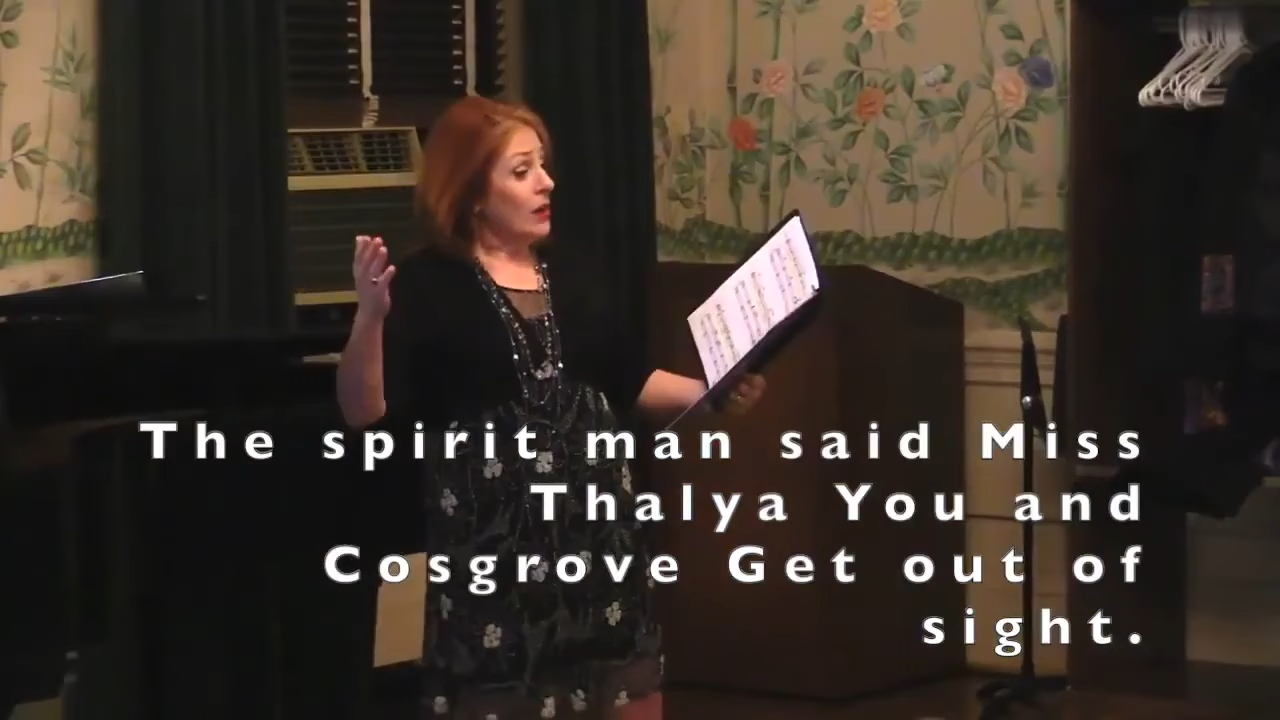 The spirit man said Miss
Thalya You and
Cosgrove Get out of
sight.